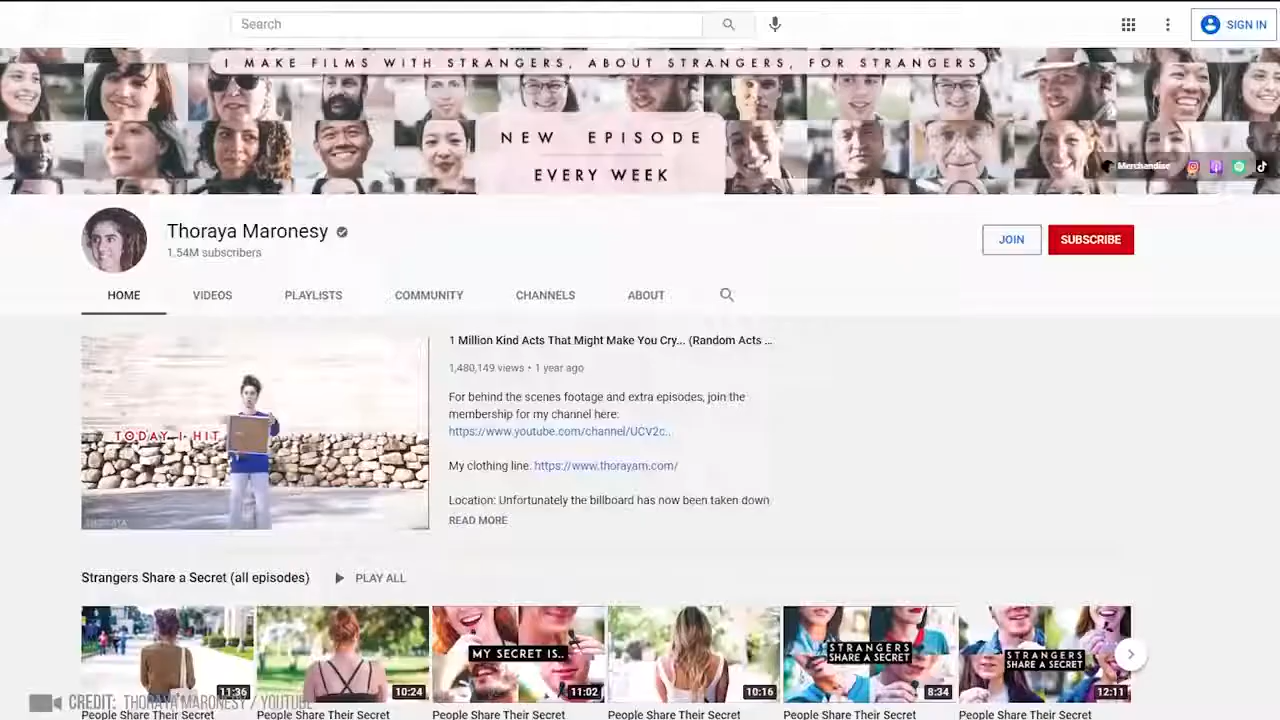 Search
SIGN IN
I MAKE FILMS WITH STRANGERS, ABOUT STRANGERS, FOR STRANGERS
NEW EPISODE
EVERY WEEK
Merchandise
Thoraya Maronesy
1.54M subscribers
JOIN
SUBSCRIBE
HOME VIDEOS PLAYLISTS COMMUNITY CHANNELS ABOUT
1 Million Kind Acts That Might Make You Cry... (Random Acts ...
1,480,149 views • 1 year ago
For behind the scenes footage and extra episodes, join the
membership for my channel here:
https://www.youtube.com/channel/UCV2c..
My clothing line. https://www.thorayam.com/
Location: Unfortunately the billboard has now been taken down
READ MORE
TODAY I HIT
Strangers Share a Secret (all episodes)
PLAY ALL
MY SECRET IS..
STRANGERS
SHARE A SECRET
STRANGERS
SHARE A SECRET
11:36
10:24
11:02
10:16
8:34
12:11
CREDIT: THORAYA MARONESY / YOUTUBE
People Share Their Secret
People Share Their Secret
People Share Their Secret
People Share Their Secret
People Share Their Secret
People Share Their Secret